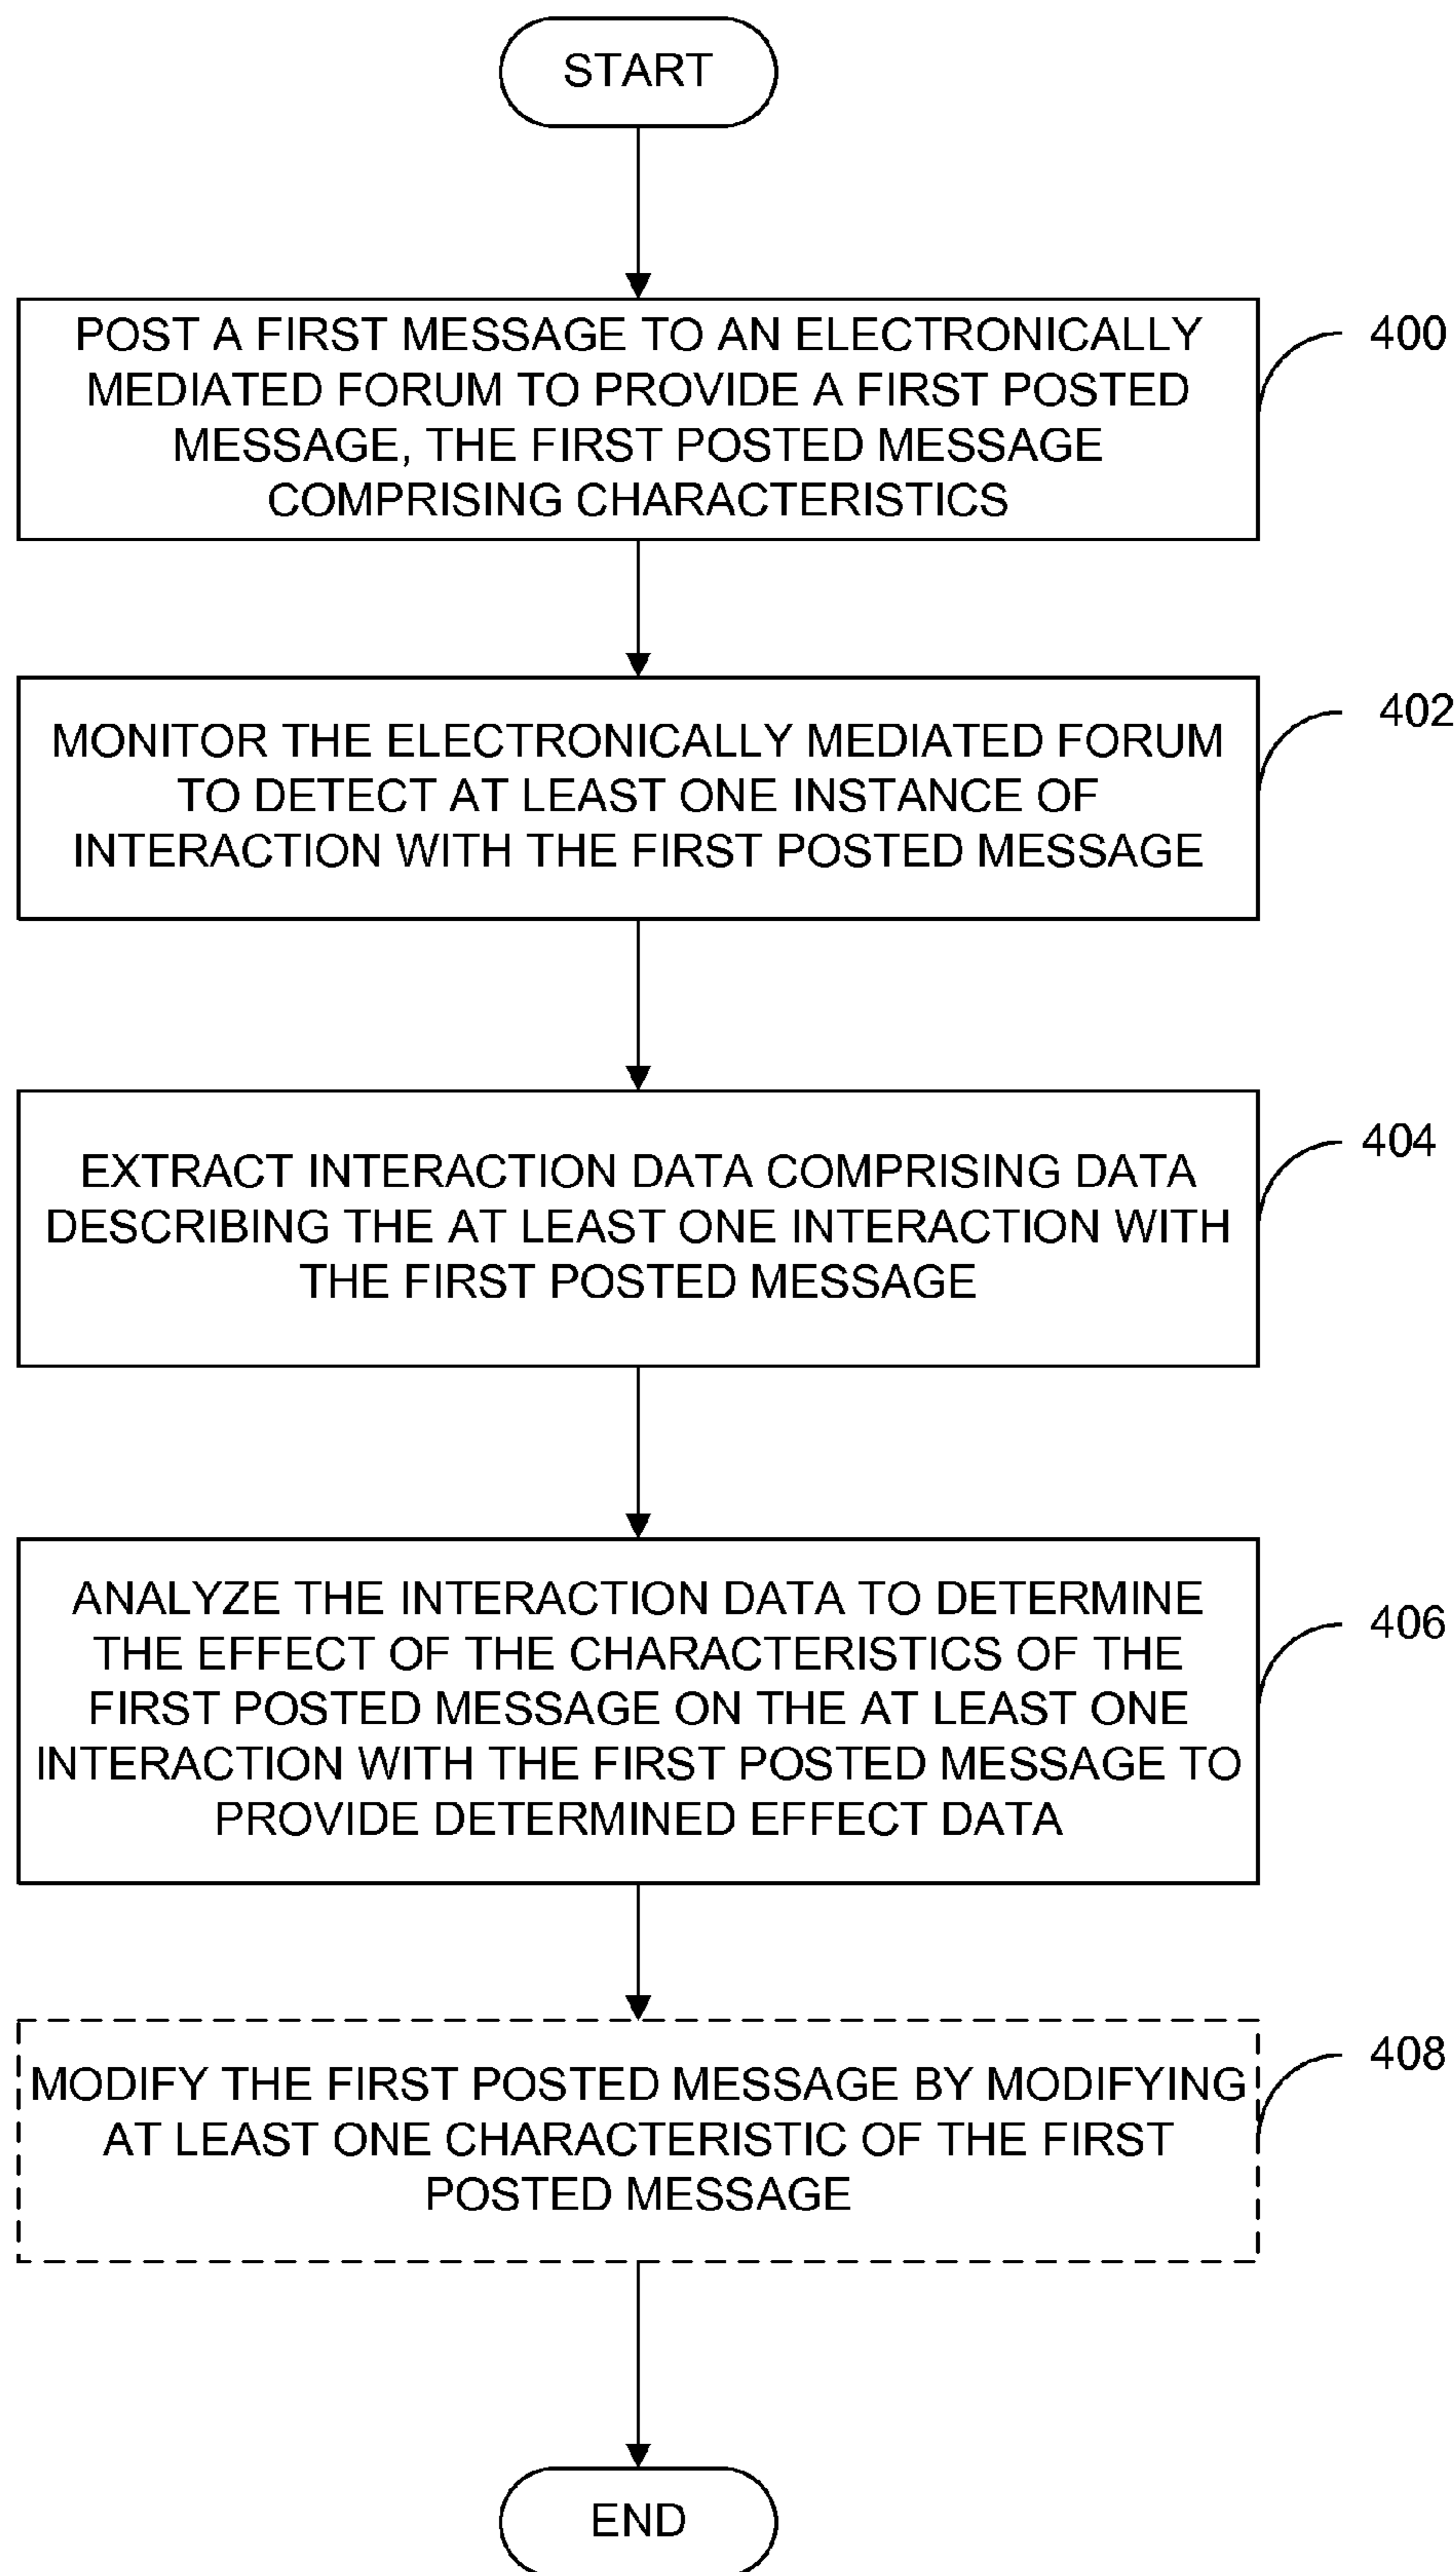 START
POST A FIRST MESSAGE TO AN ELECTRONICALLY
MEDIATED FORUM TO PROVIDE A FIRST POSTED
MESSAGE, THE FIRST POSTED MESSAGE
COMPRISING CHARACTERISTICS
400
MONITOR THE ELECTRONICALLY MEDIATED FORUM
TO DETECT AT LEAST ONE INSTANCE OF
INTERACTION WITH THE FIRST POSTED MESSAGE
402
EXTRACT INTERACTION DATA COMPRISING DATA
DESCRIBING THE AT LEAST ONE INTERACTION WITH
THE FIRST POSTED MESSAGE
404
ANALYZE THE INTERACTION DATA TO DETERMINE
THE EFFECT OF THE CHARACTERISTICS OF THE
FIRST POSTED MESSAGE ON THE AT LEAST ONE
INTERACTION WITH THE FIRST POSTED MESSAGE TO
PROVIDE DETERMINED EFFECT DATA
406
MODIFY THE FIRST POSTED MESSAGE BY MODIFYING
AT LEAST ONE CHARACTERISTIC OF THE FIRST
POSTED MESSAGE
408
END